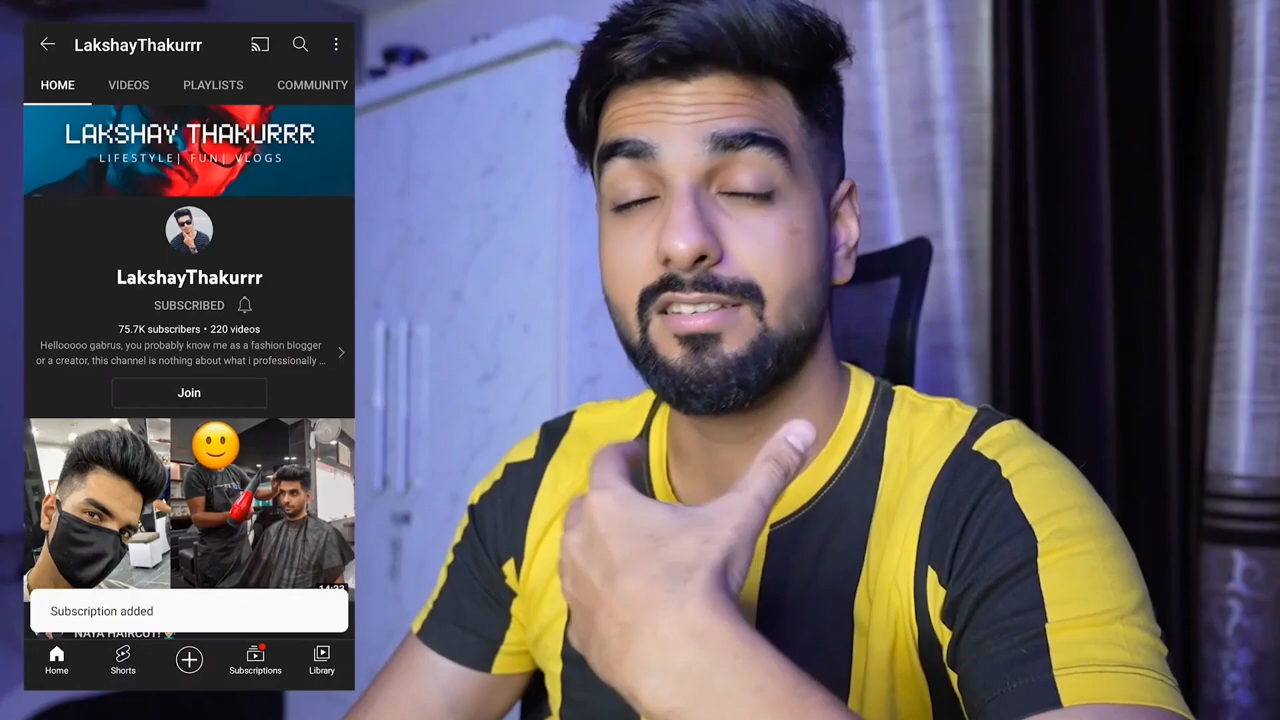 LakshayThakurrr
HOME VIDEOS PLAYLISTS COMMUNITY
LAKSHAY THAKURRR
LIFESTYLE| FUN| VLOGS
LakshayThakurrr
SUBSCRIBED
75.7K subscribers • 220 videos
Hellooooo gabrus, you probably know me as a fashion blogger
or a creator, this channel is nothing about what i professionally ...
Join
14:23
Subscription added
NAYA HAIRCUT!
Home Shorts Subscriptions Library